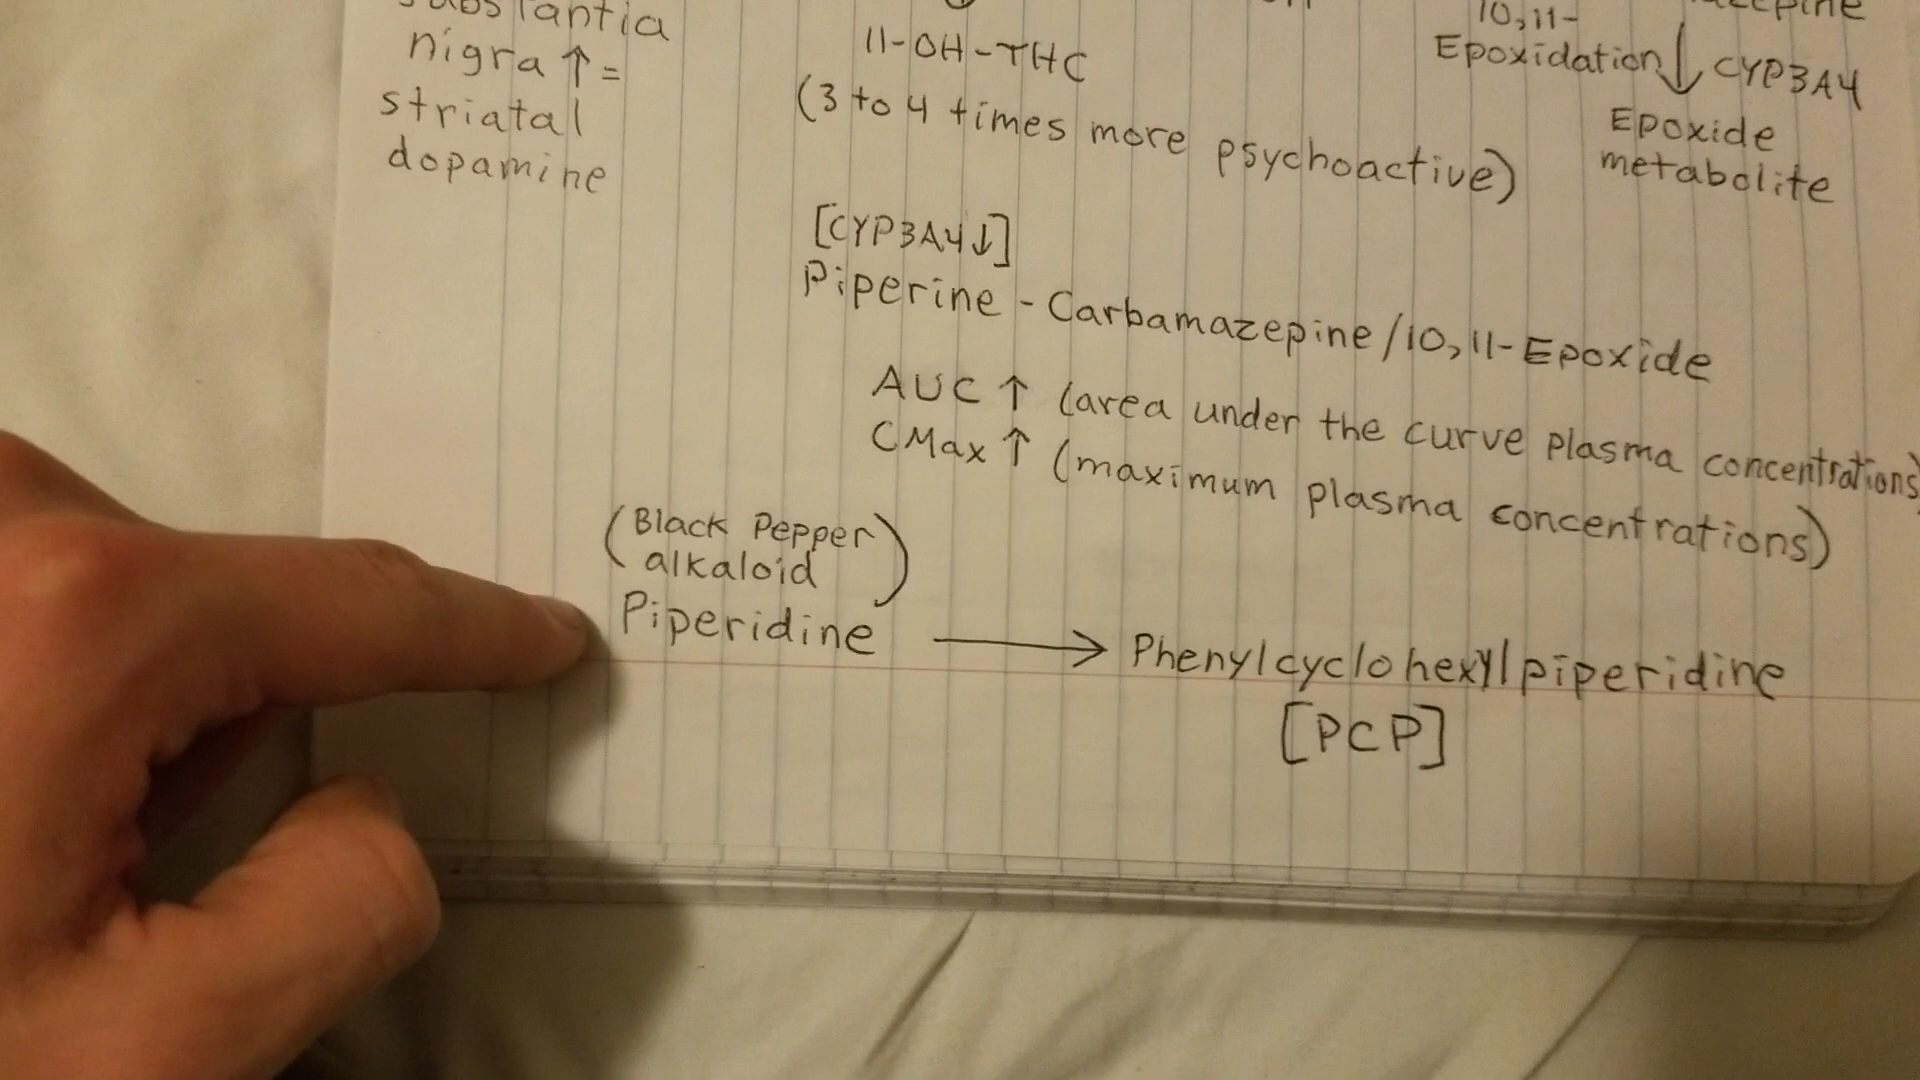 substantia
nigra ↑ =
striatal
dopamine
11-OH-THC
(3 to 4 times more psychoactive)
10,11-
Epoxidation ↓ CYP3A4
Epoxide
metabolite
[CYP3A4↓]
Piperine - Carbamazepine/10,11-Epoxide
AUC ↑ (area under the curve plasma concentrations)
CMax ↑ (maximum plasma concentrations)
(Black Pepper
alkaloid)
Piperidine → Phenylcyclohexylpiperidine
[PCP]